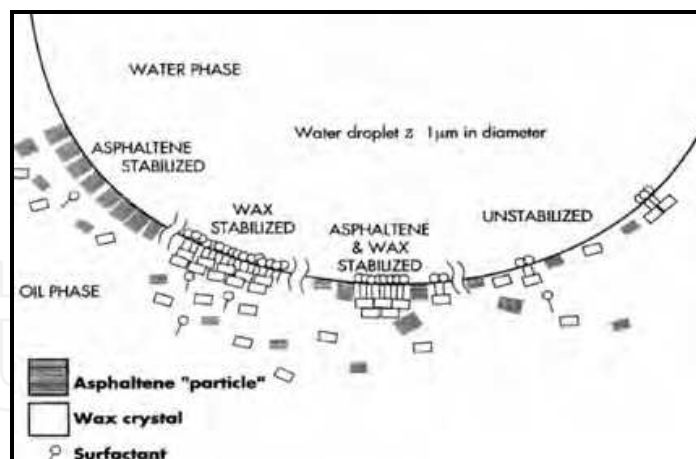 WATER PHASE
Water droplet ≥ 1μm in diameter
ASPHALTENE
STABILIZED
WAX
STABILIZED
ASPHALTENE
& WAX
STABILIZED
UNSTABILIZED
OIL PHASE
Asphaltene "particle"
Wax crystal
Surfactant